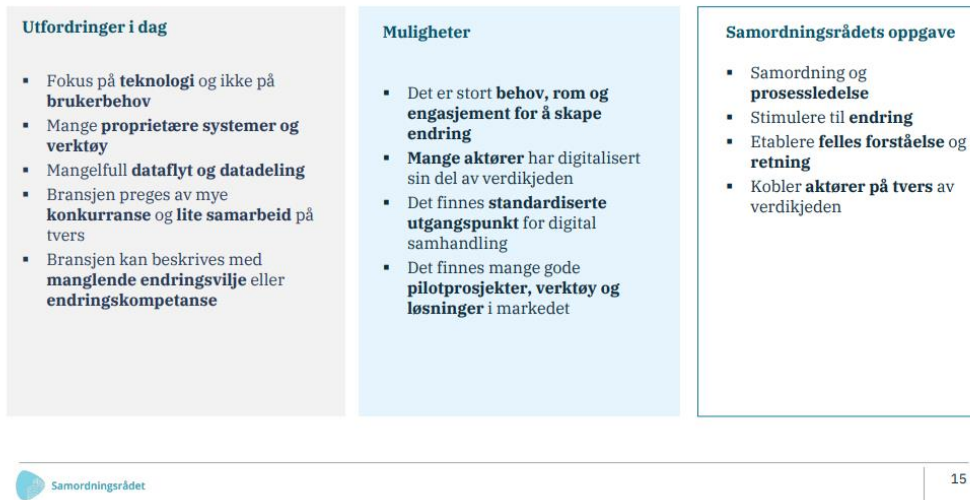 Utfordringer i dag
▪ Fokus på teknologi og ikke på
brukerbehov
▪ Mange proprietære systemer og
verktøy
▪ Mangelfull dataflyt og datadeling
▪ Bransjen preges av mye
konkurranse og lite samarbeid på
tvers
▪ Bransjen kan beskrives med
manglende endringsvilje eller
endringskompetanse
Muligheter
▪ Det er stort behov, rom og
engasjement for å skape
endring
▪ Mange aktører har digitalisert
sin del av verdikjeden
▪ Det finnes standardiserte
utgangspunkt for digital
samhandling
▪ Det finnes mange gode
pilotprosjekter, verktøy og
løsninger i markedet
Samordningsrådets oppgave
▪ Samordning og
prosessledelse
▪ Stimulere til endring
▪ Etablere felles forståelse og
retning
▪ Kobler aktører på tvers av
verdikjeden
Samordningsrådet
15